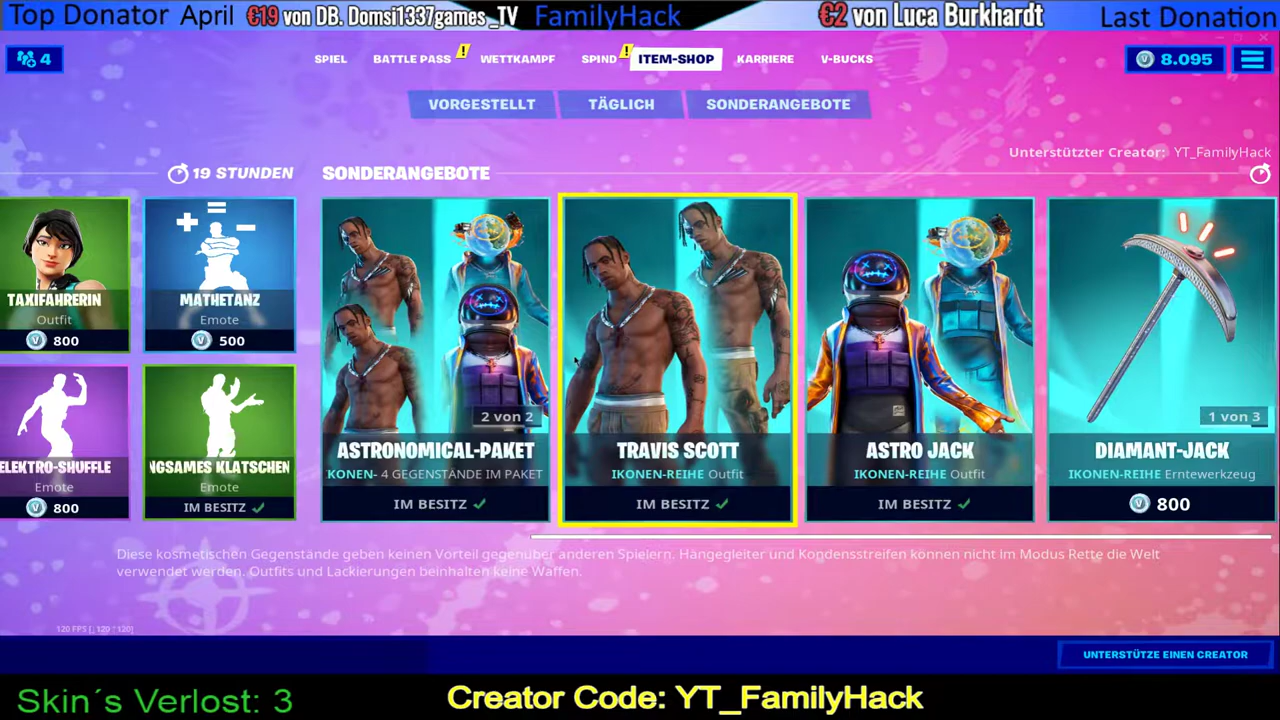 Top Donator April €19 von DB. Domsi1337games _TV FamilyHack €2 von Luca Burkhardt Last Donation
4 SPIEL BATTLE PASS ! WETTKAMPF SPIND ! ITEM-SHOP KARRIERE V-BUCKS 8.095
VORGESTELLT TÄGLICH SONDERANGEBOTE
Unterstützter Creator: YT_FamilyHack
19 STUNDEN SONDERANGEBOTE
TAXIFAHRERIN
Outfit
800
MATHETANZ
Emote
500
ELEKTRO-SHUFFLE
Emote
800
NGSAMES KLATSCHEN
Emote
IM BESITZ ✓
2 von 2
ASTRONOMICAL-PAKET
KONEN- 4 GEGENSTÄNDE IM PAKET
IM BESITZ ✓
TRAVIS SCOTT
IKONEN-REIHE Outfit
IM BESITZ ✓
ASTRO JACK
IKONEN-REIHE Outfit
IM BESITZ ✓
1 von 3
DIAMANT-JACK
IKONEN-REIHE Erntewerkzeug
800
Diese kosmetischen Gegenstände geben keinen Vorteil gegenüber anderen Spielern. Hängegleiter und Kondensstreifen können nicht im Modus Rette die Welt
verwendet werden. Outfits und Lackierungen beinhalten keine Waffen.
120 FPS [: 120 : 120]
UNTERSTÜTZE EINEN CREATOR
Skin´s Verlost: 3 Creator Code: YT_FamilyHack